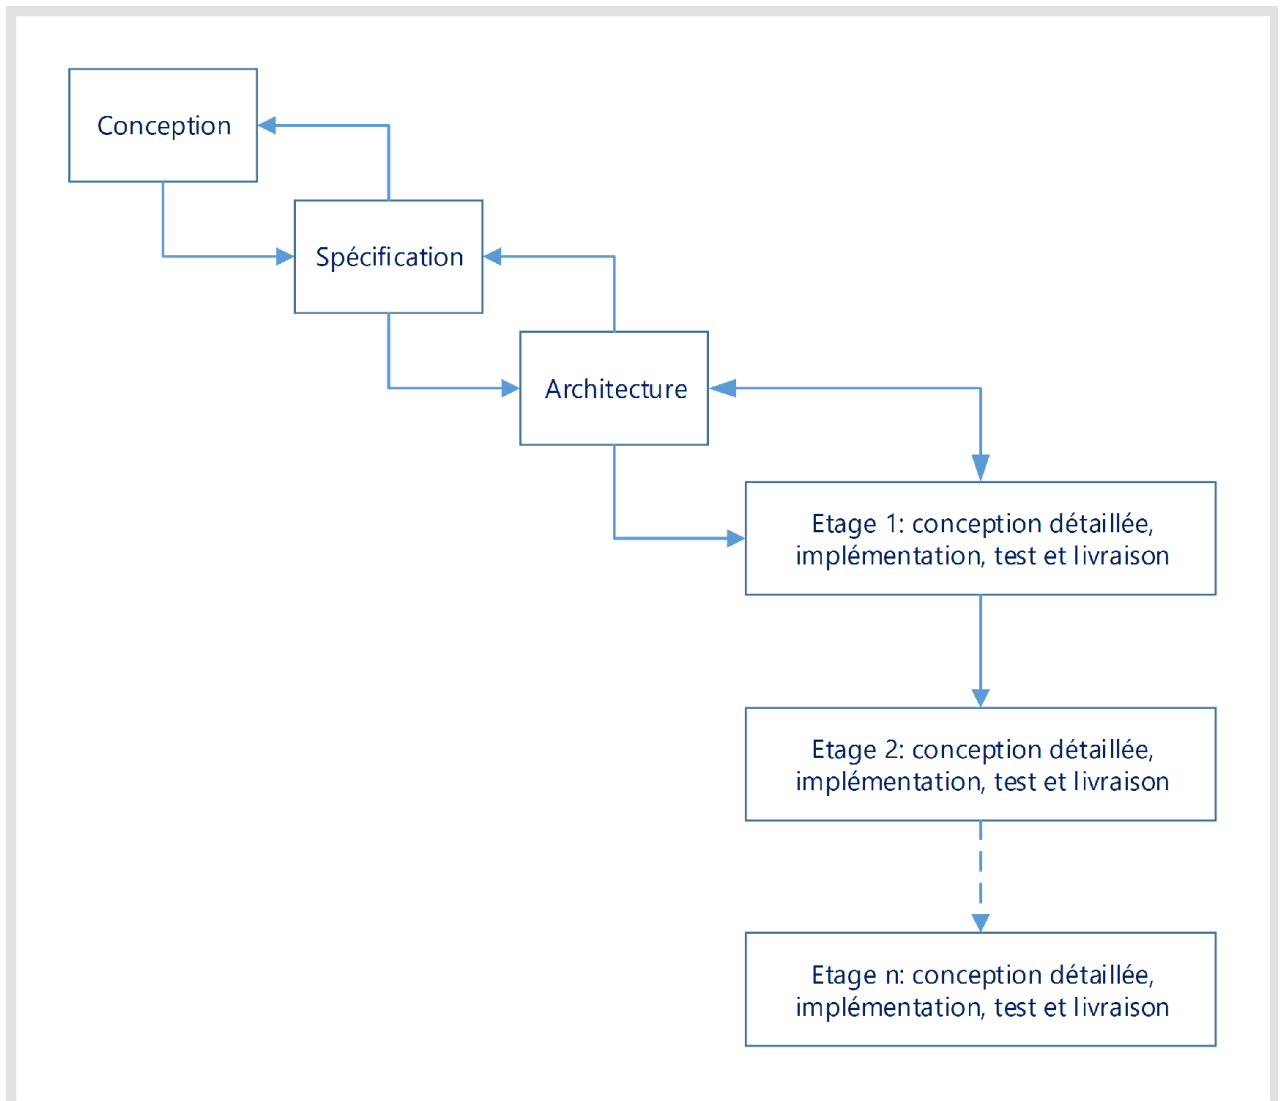 Conception
Spécification
Architecture
Etage 1: conception détaillée,
implémentation, test et livraison
Etage 2: conception détaillée,
implémentation, test et livraison
Etage n: conception détaillée,
implémentation, test et livraison